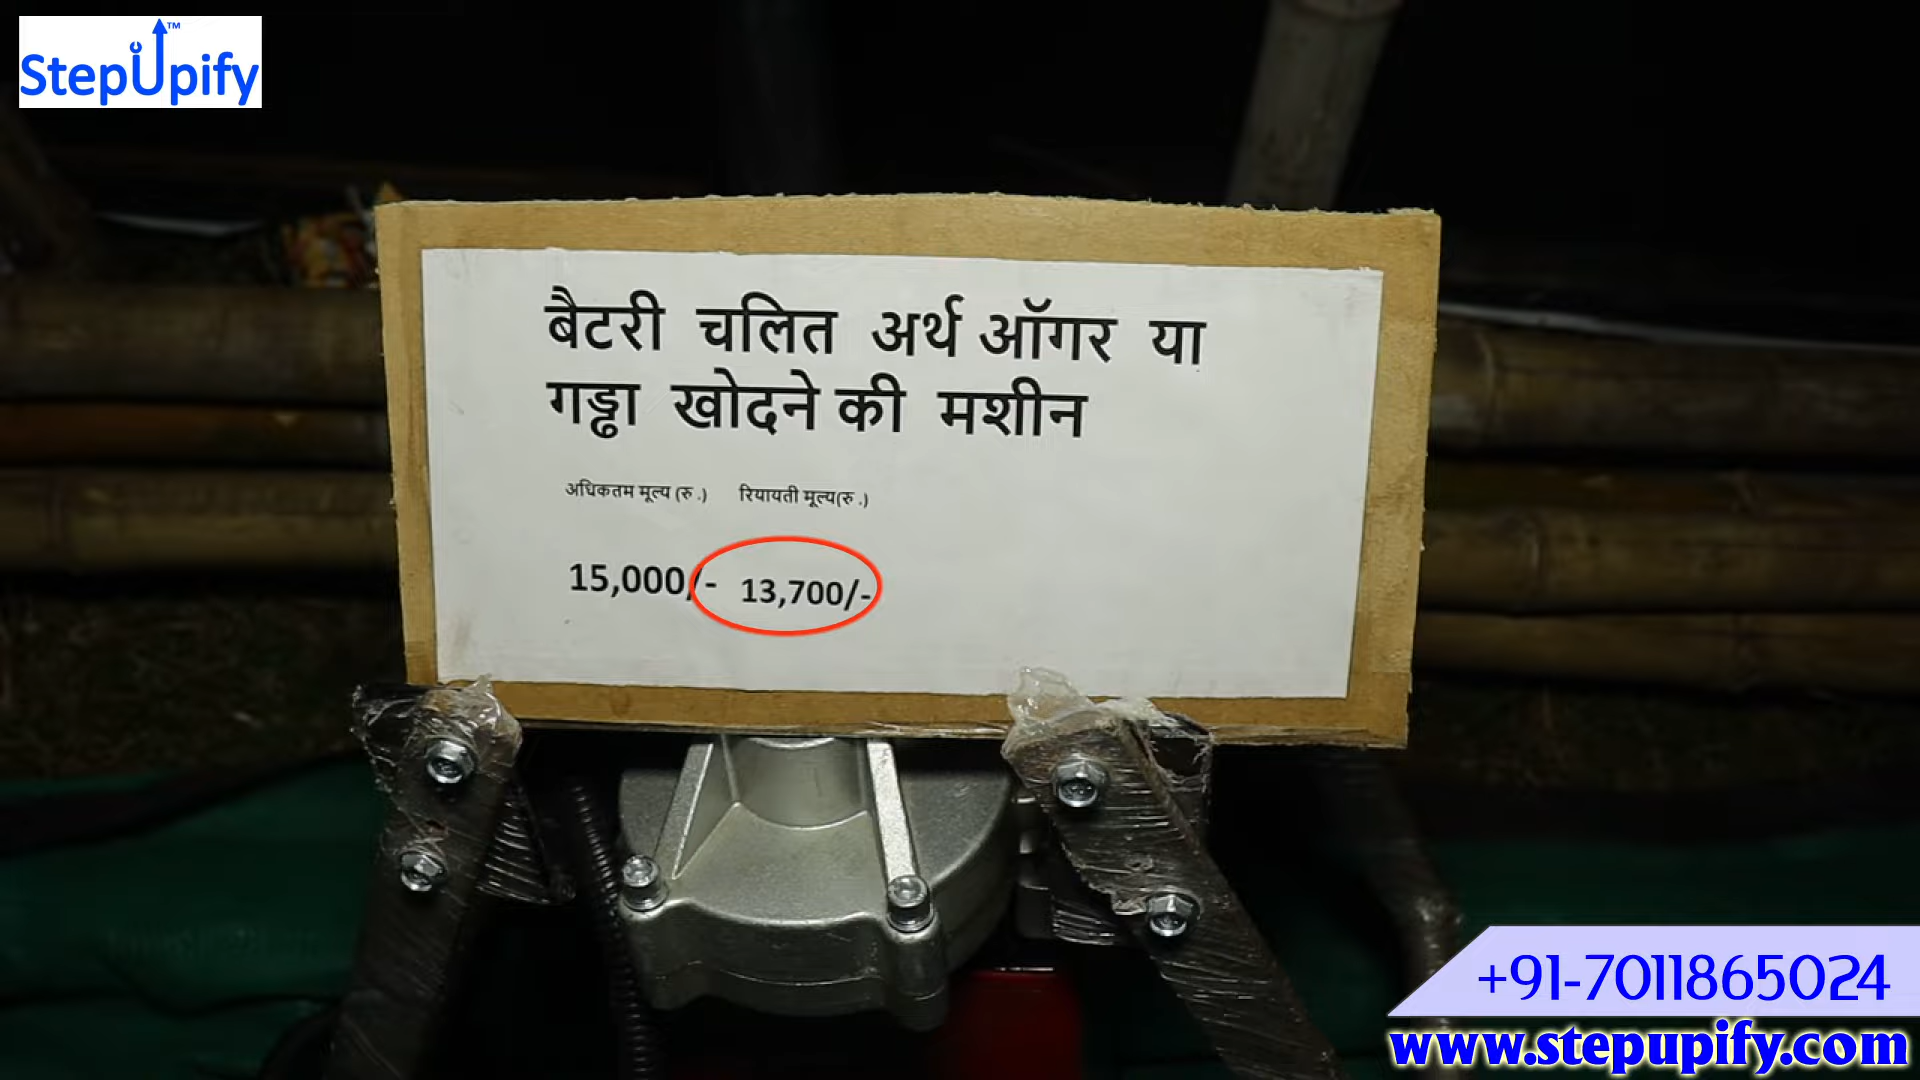 StepUpify™
बैटरी चलित अर्थ ऑगर या
गड्ढा खोदने की मशीन
अधिकतम मूल्य (रु .) रियायती मूल्य(रु .)
15,000/- 13,700/-
+91-7011865024
www.stepupify.com